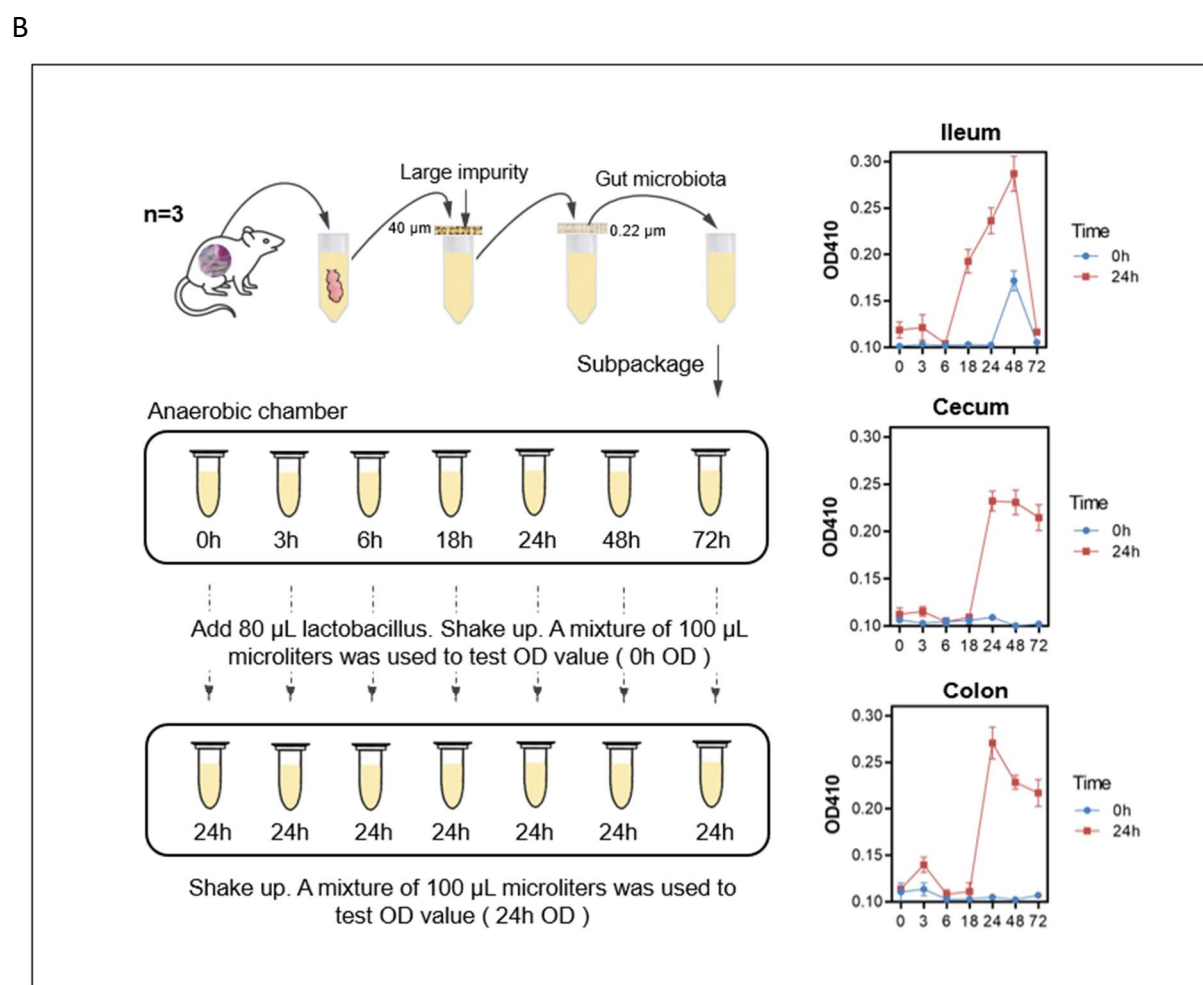 B
n=3
Large impurity
40 μm
Gut microbiota
0.22 μm
Subpackage
Anaerobic chamber
0h 3h 6h 18h 24h 48h 72h
Add 80 μL lactobacillus. Shake up. A mixture of 100 μL
microliters was used to test OD value ( 0h OD )
24h 24h 24h 24h 24h 24h 24h
Shake up. A mixture of 100 μL microliters was used to
test OD value ( 24h OD )
Ileum
OD410
0.30
0.25
0.20
0.15
0.10
0 3 6 18 24 48 72
Time
0h
24h
Cecum
OD410
0.30
0.25
0.20
0.15
0.10
0 3 6 18 24 48 72
Time
0h
24h
Colon
OD410
0.30
0.25
0.20
0.15
0.10
0 3 6 18 24 48 72
Time
0h
24h